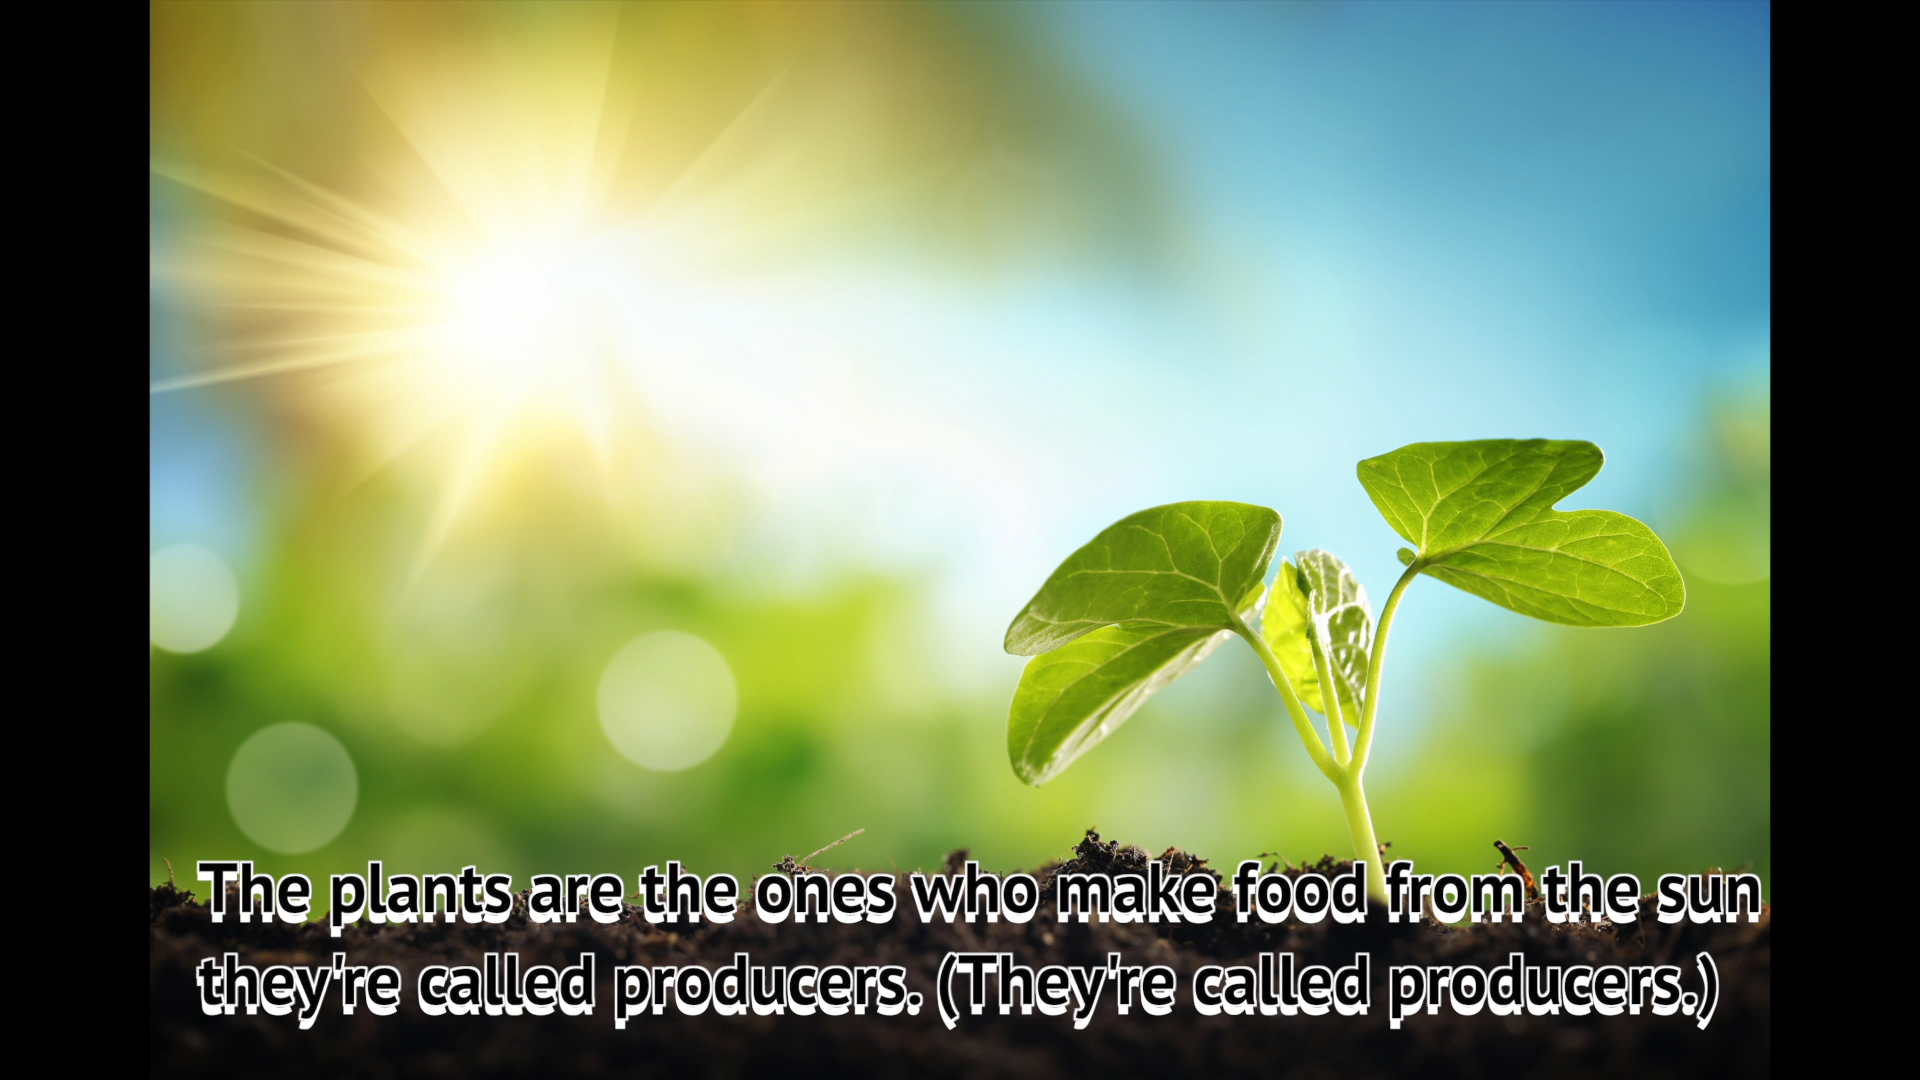 The plants are the ones who make food from the sun
they're called producers. (They're called producers.)